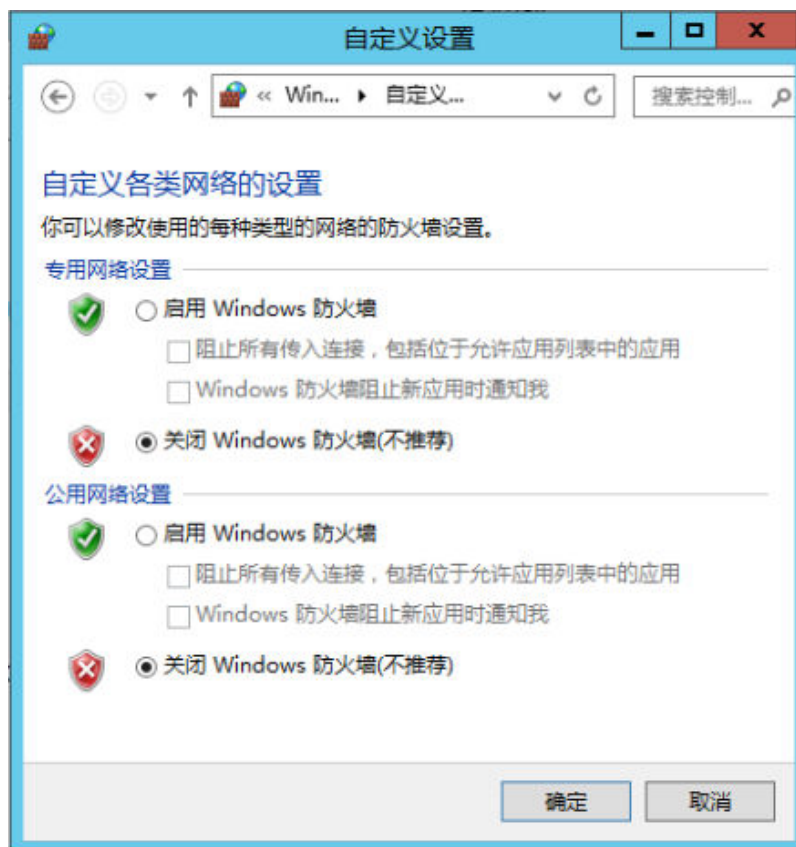 自定义设置
« Win... ▸ 自定义...
搜索控制...
自定义各类网络的设置
你可以修改使用的每种类型的网络的防火墙设置。
专用网络设置
启用 Windows 防火墙
阻止所有传入连接，包括位于允许应用列表中的应用
Windows 防火墙阻止新应用时通知我
关闭 Windows 防火墙(不推荐)
公用网络设置
启用 Windows 防火墙
阻止所有传入连接，包括位于允许应用列表中的应用
Windows 防火墙阻止新应用时通知我
关闭 Windows 防火墙(不推荐)
确定
取消